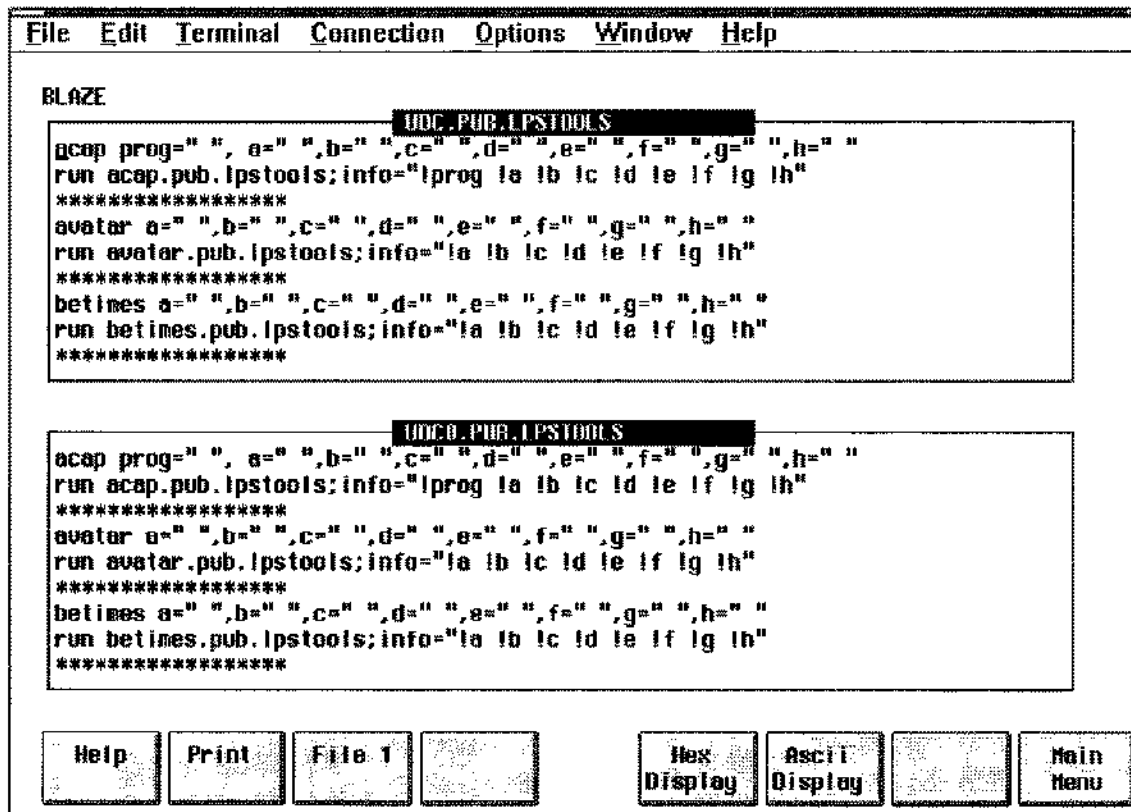 File Edit Terminal Connection Options Window Help
BLAZE
UDC.PUB.LPSTOOLS
acap prog=" ", a=" ",b=" ",c=" ",d=" ",e=" ",f=" ",g=" ",h=" "
run acap.pub.lpstools;info="!prog !a !b !c !d !e !f !g !h"
******************
avatar a=" ",b=" ",c=" ",d=" ",e=" ",f=" ",g=" ",h=" "
run avatar.pub.lpstools;info="!a !b !c !d !e !f !g !h"
******************
betimes a=" ",b=" ",c=" ",d=" ",e=" ",f=" ",g=" ",h=" "
run betimes.pub.lpstools;info="!a !b !c !d !e !f !g !h"
******************
UDCO.PUB.LPSTOOLS
acap prog=" ", a=" ",b=" ",c=" ",d=" ",e=" ",f=" ",g=" ",h=" "
run acap.pub.lpstools;info="!prog !a !b !c !d !e !f !g !h"
******************
avatar a=" ",b=" ",c=" ",d=" ",e=" ",f=" ",g=" ",h=" "
run avatar.pub.lpstools;info="!a !b !c !d !e !f !g !h"
******************
betimes a=" ",b=" ",c=" ",d=" ",e=" ",f=" ",g=" ",h=" "
run betimes.pub.lpstools;info="!a !b !c !d !e !f !g !h"
******************
Help Print File 1 Hex Ascii Main
Display Display Menu